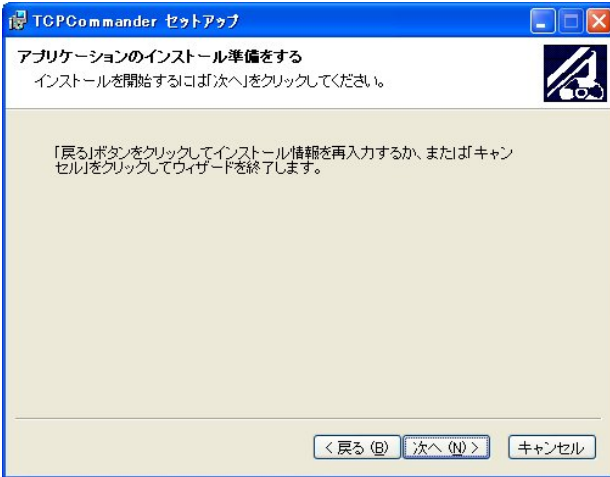 TCPCommander セットアップ
アプリケーションのインストール準備をする
インストールを開始するには「次へ」をクリックしてください。
「戻る」ボタンをクリックしてインストール情報を再入力するか、または「キャン
セル」をクリックしてウィザードを終了します。
< 戻る (B) 次へ (N) > キャンセル